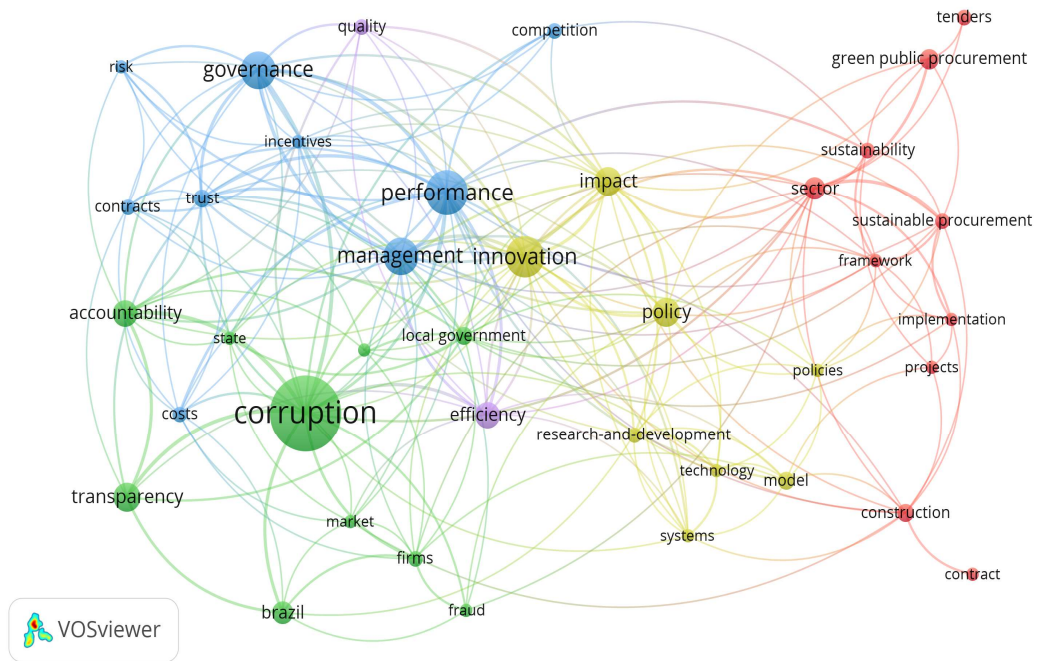 tenders
quality
competition
green public procurement
risk
governance
incentives
sustainability
performance
impact
sector
trust
contracts
sustainable procurement
management
innovation
framework
accountability
policy
implementation
state
local government
projects
policies
corruption
costs
efficiency
research-and-development
technology
model
transparency
construction
market
systems
firms
contract
brazil
fraud
VOSviewer